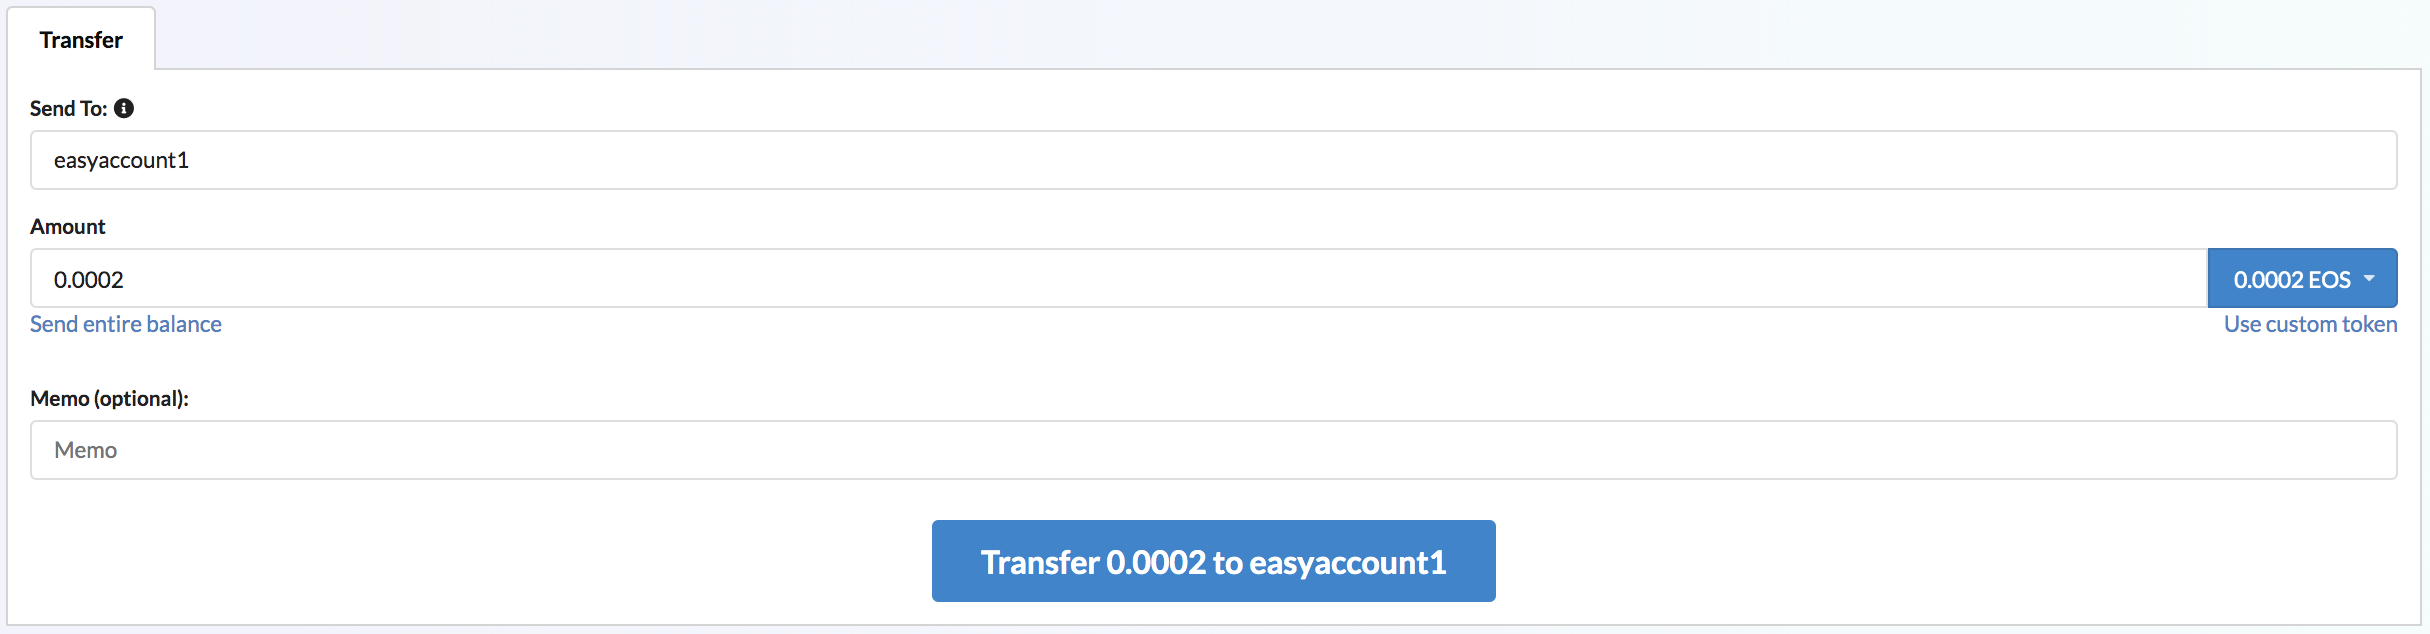 Transfer
Send To:
easyaccount1
Amount
0.0002
0.0002 EOS
Send entire balance
Use custom token
Memo (optional):
Memo
Transfer 0.0002 to easyaccount1